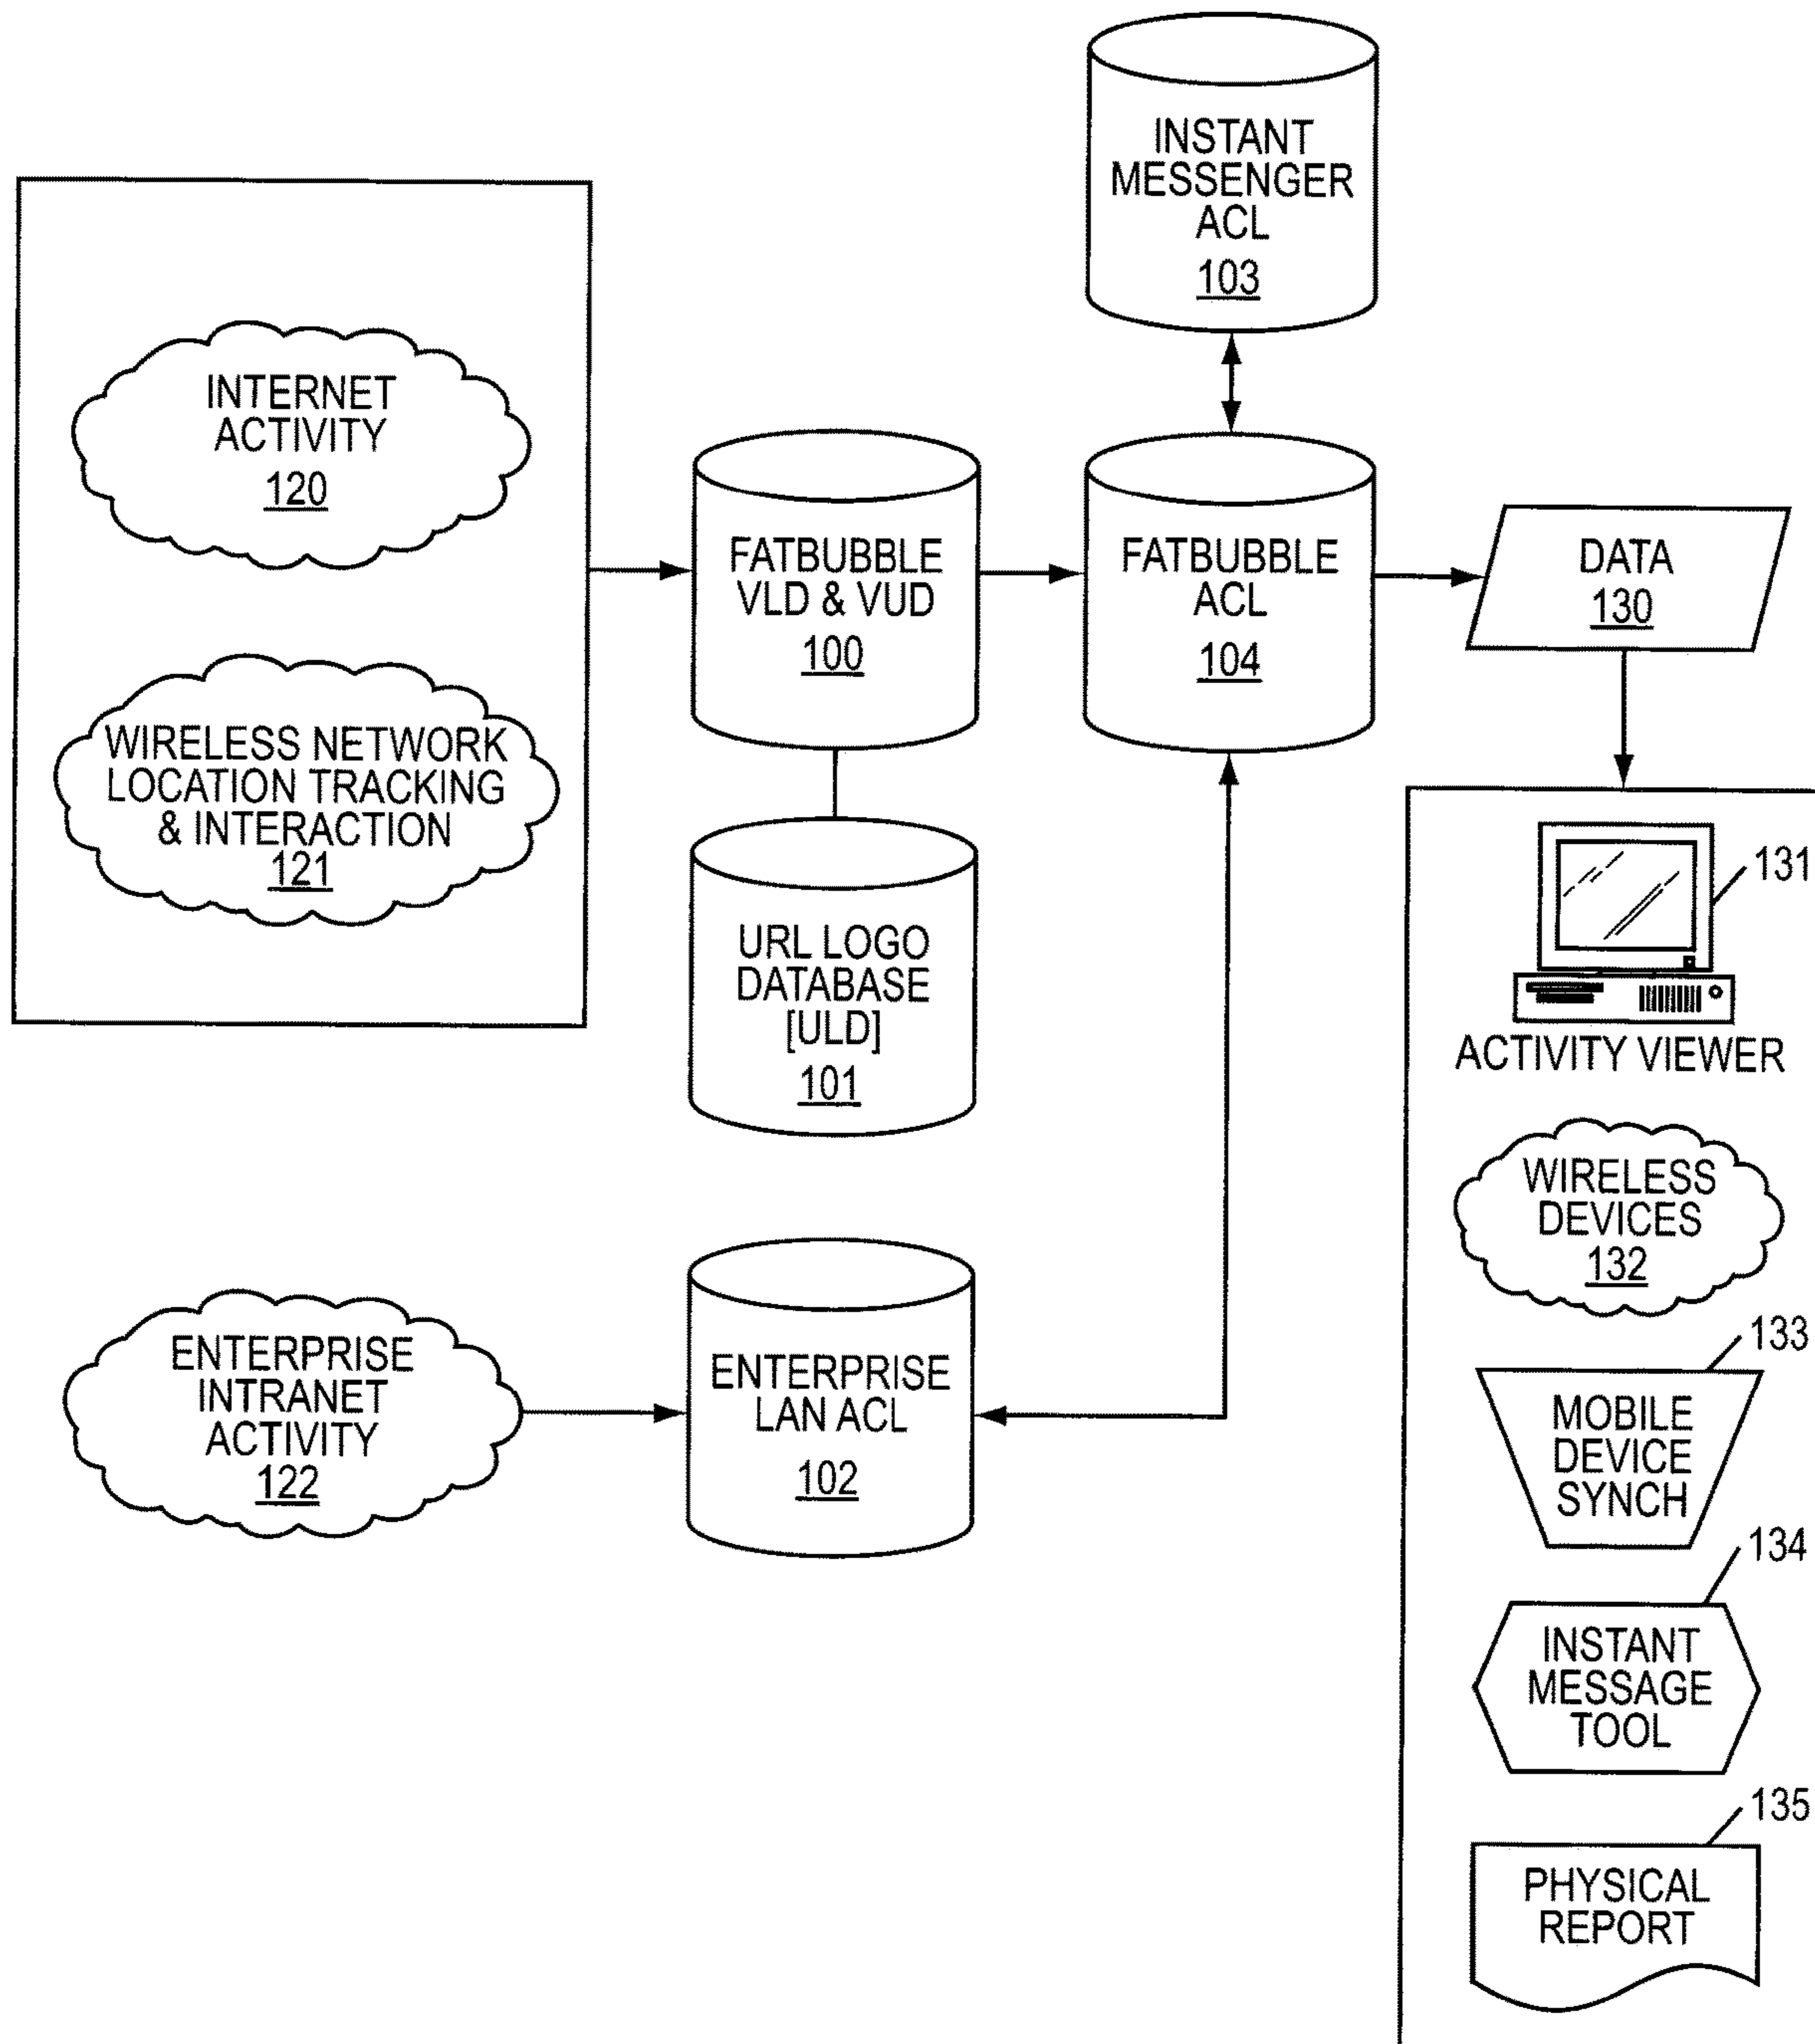 INSTANT
MESSENGER
ACL
103
INTERNET
ACTIVITY
120
WIRELESS NETWORK
LOCATION TRACKING
& INTERACTION
121
FATBUBBLE
VLD & VUD
100
FATBUBBLE
ACL
104
DATA
130
URL LOGO
DATABASE
[ULD]
101
ENTERPRISE
INTRANET
ACTIVITY
122
ENTERPRISE
LAN ACL
102
131
ACTIVITY VIEWER
WIRELESS
DEVICES
132
133
MOBILE
DEVICE
SYNCH
134
INSTANT
MESSAGE
TOOL
135
PHYSICAL
REPORT